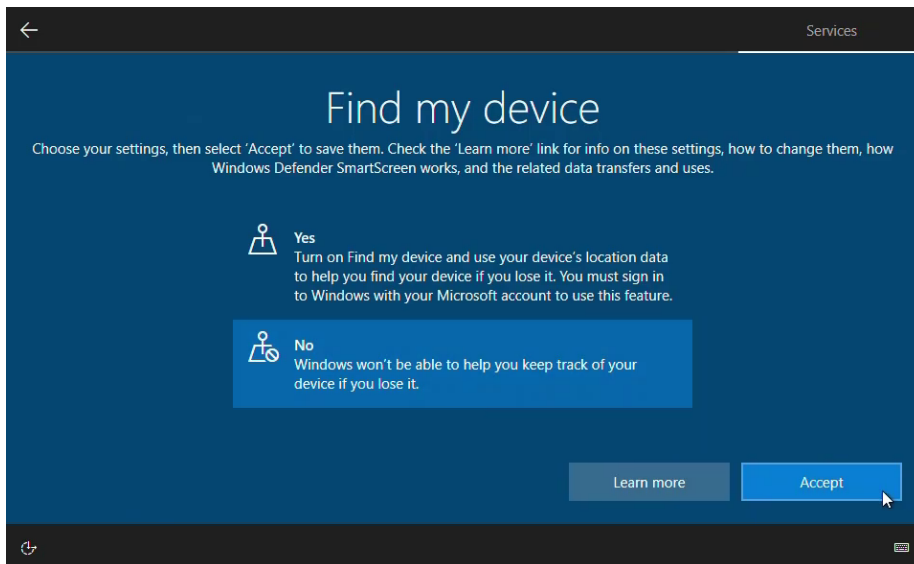 Services
Find my device
Choose your settings, then select ‘Accept’ to save them. Check the ‘Learn more’ link for info on these settings, how to change them, how
Windows Defender SmartScreen works, and the related data transfers and uses.
Yes
Turn on Find my device and use your device’s location data
to help you find your device if you lose it. You must sign in
to Windows with your Microsoft account to use this feature.
No
Windows won’t be able to help you keep track of your
device if you lose it.
Learn more
Accept